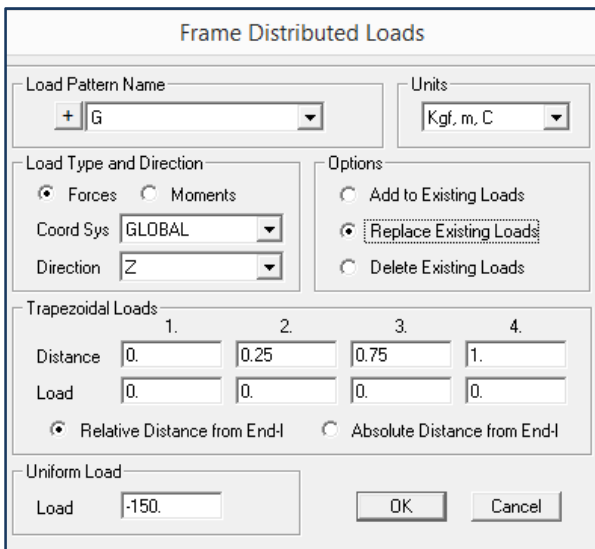 Frame Distributed Loads
Load Pattern Name
+ G
Units
Kgf, m, C
Load Type and Direction
Forces Moments
Coord Sys GLOBAL
Direction Z
Options
Add to Existing Loads
Replace Existing Loads
Delete Existing Loads
Trapezoidal Loads
1. 2. 3. 4.
Distance 0. 0.25 0.75 1.
Load 0. 0. 0. 0.
Relative Distance from End-I Absolute Distance from End-I
Uniform Load
Load -150.
OK Cancel